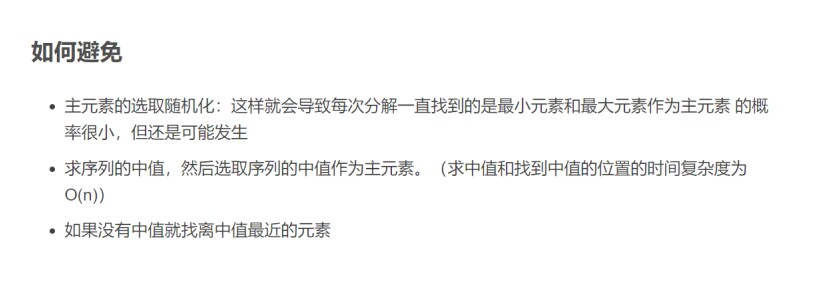 如何避免
主元素的选取随机化：这样就会导致每次分解一直找到的是最小元素和最大元素作为主元素 的概
率很小，但还是可能发生
求序列的中值，然后选取序列的中值作为主元素。（求中值和找到中值的位置的时间复杂度为
O(n)）
如果没有中值就找离中值最近的元素